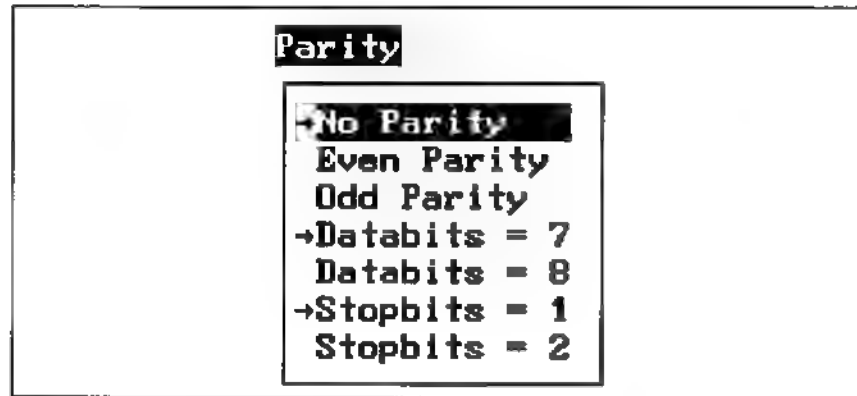 Parity
→No Parity
Even Parity
Odd Parity
→Databits = 7
Databits = 8
→Stopbits = 1
Stopbits = 2